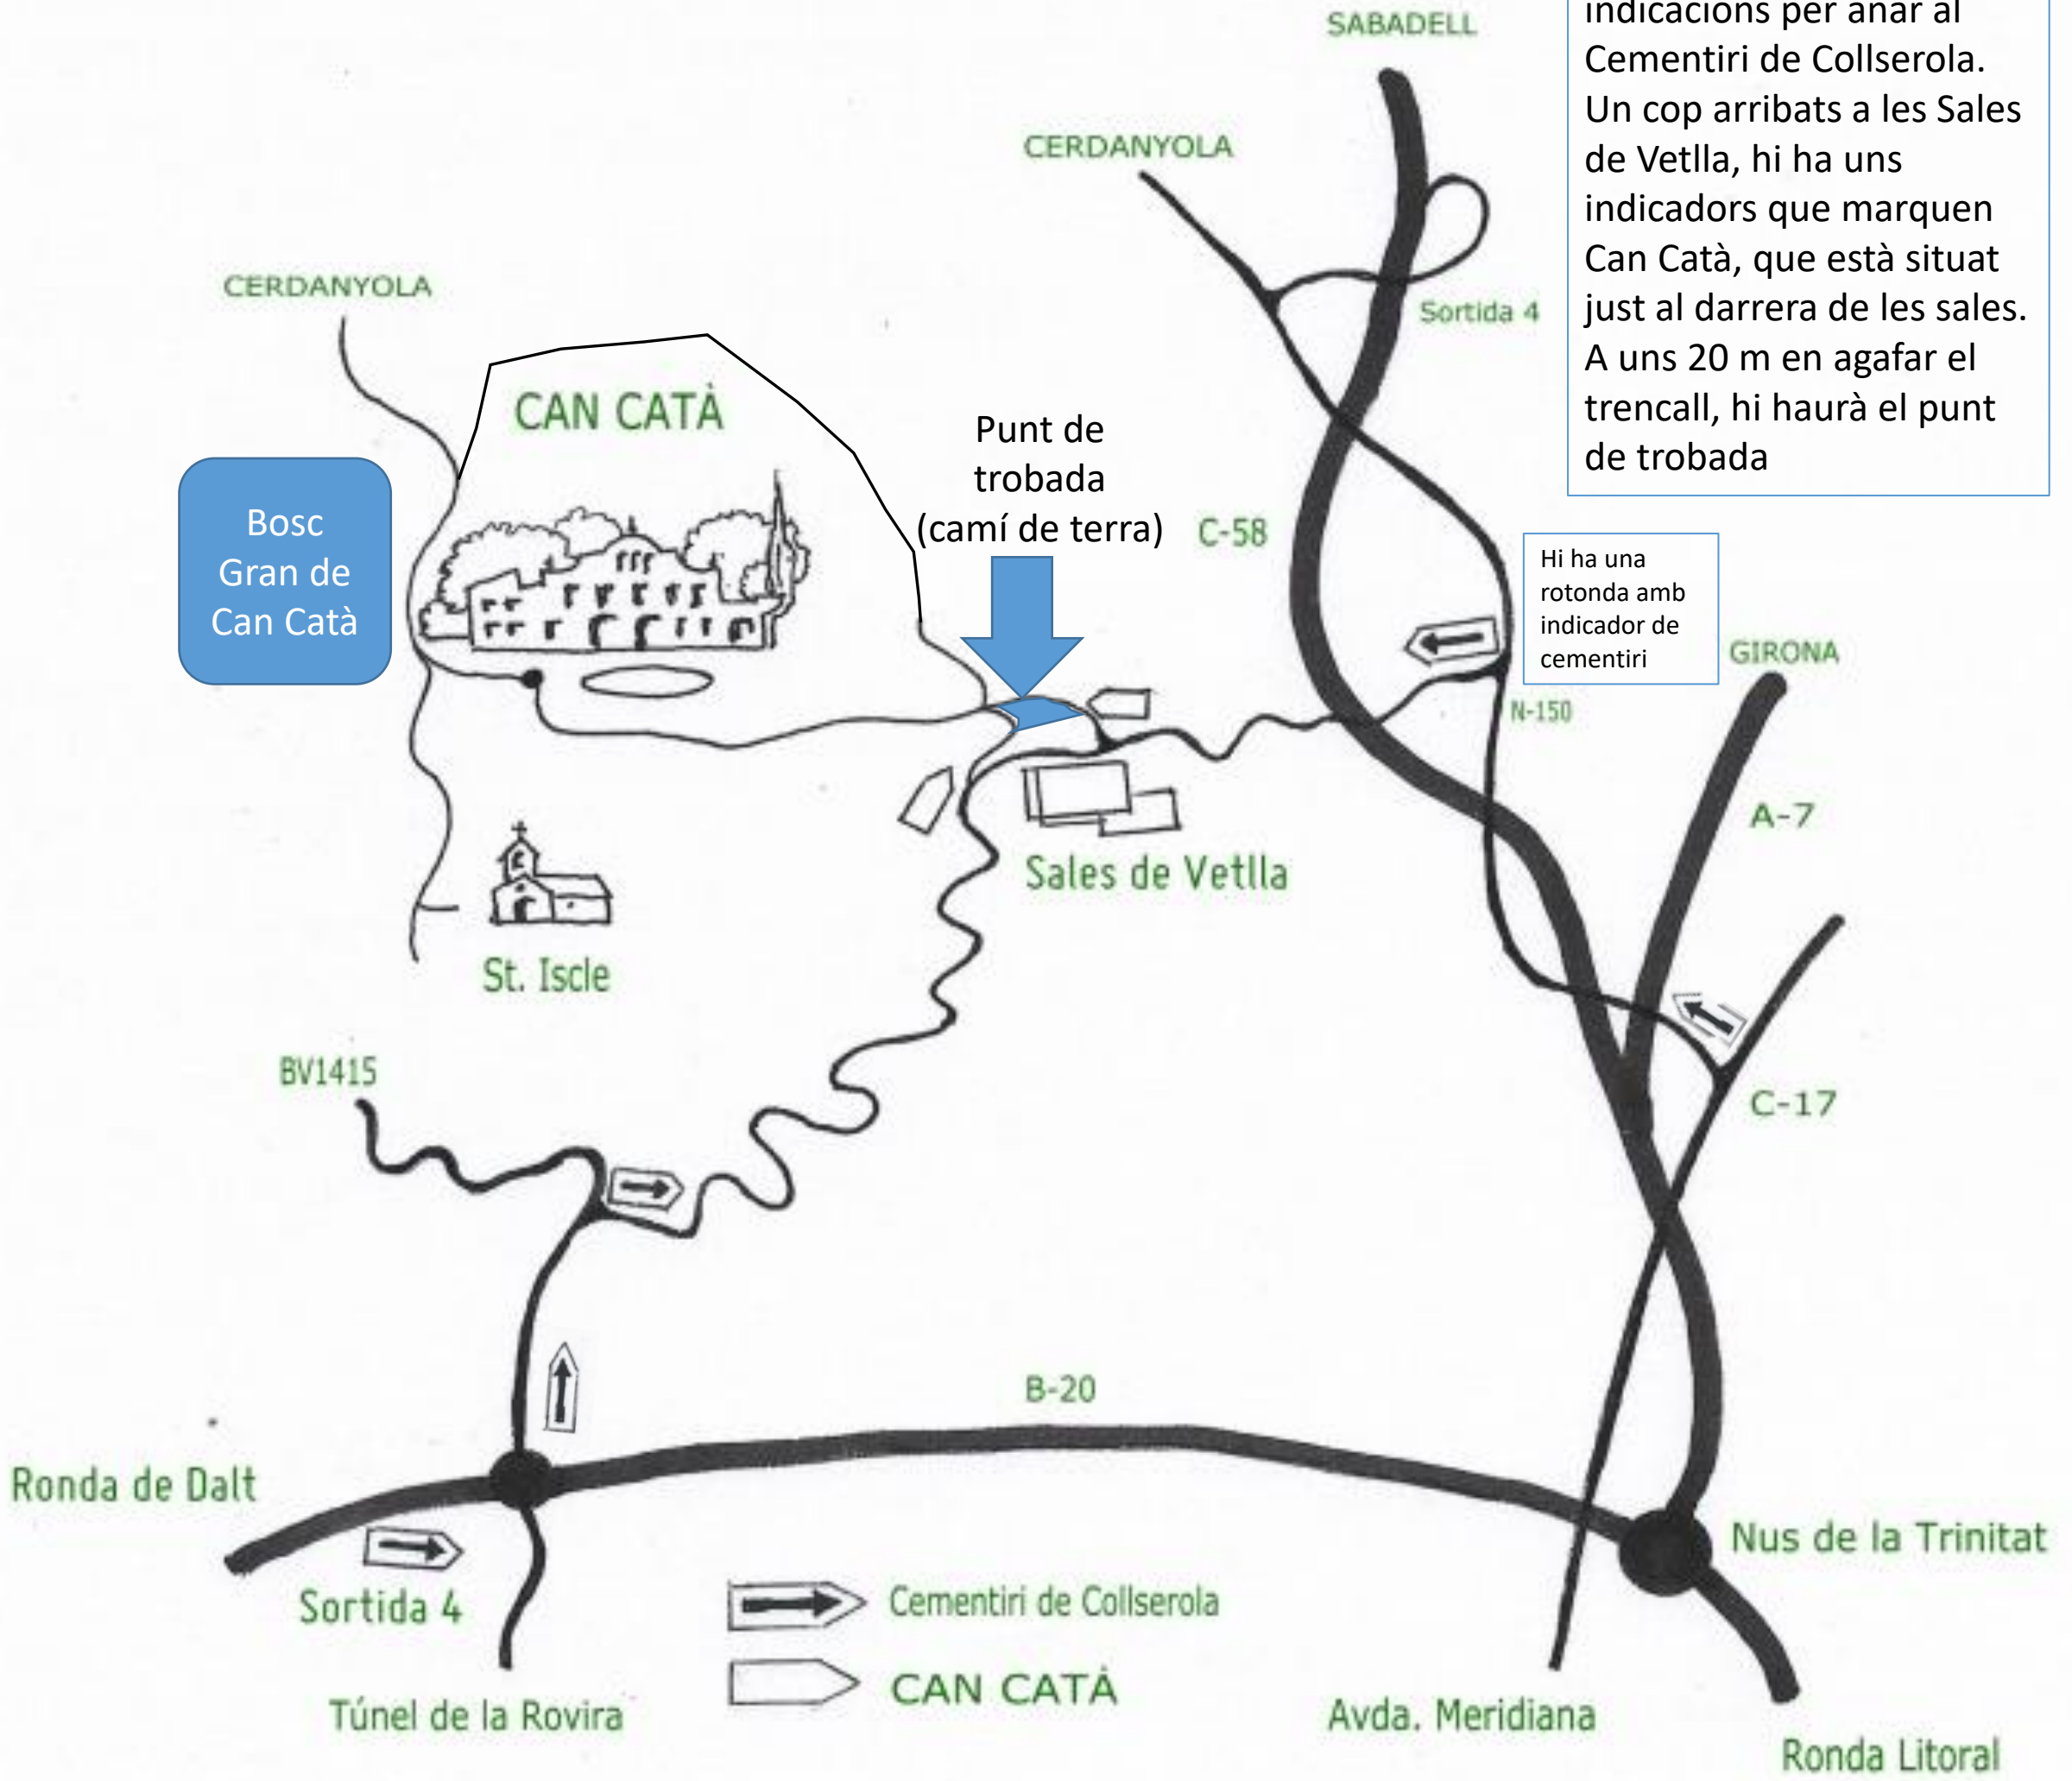 SABADELL
indicacions per anar al
Cementiri de Collserola.
Un cop arribats a les Sales
de Vetlla, hi ha uns
indicadors que marquen
Can Catà, que està situat
just al darrera de les sales.
A uns 20 m en agafar el
trencall, hi haurà el punt
de trobada
CERDANYOLA
CERDANYOLA
Sortida 4
CAN CATÀ
Punt de
trobada
(camí de terra)
C-58
Bosc
Gran de
Can Catà
Hi ha una
rotonda amb
indicador de
cementiri
GIRONA
N-150
A-7
Sales de Vetlla
St. Iscle
BV1415
C-17
B-20
Ronda de Dalt
Nus de la Trinitat
Sortida 4
Cementiri de Collserola
CAN CATÀ
Túnel de la Rovira
Avda. Meridiana
Ronda Litoral